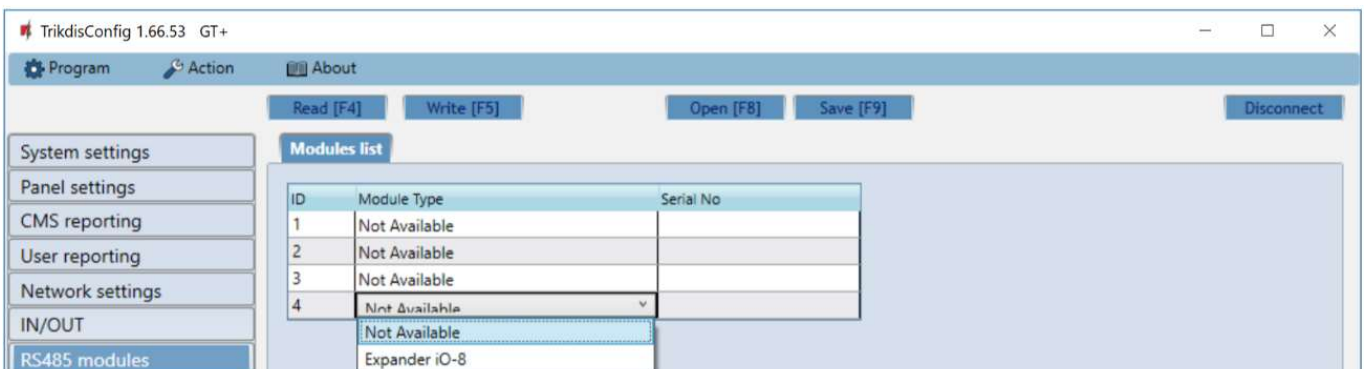 TrikdisConfig 1.66.53 GT+
Program Action About
Read [F4] Write [F5] Open [F8] Save [F9] Disconnect
System settings
Panel settings
CMS reporting
User reporting
Network settings
IN/OUT
RS485 modules
Modules list
ID Module Type Serial No
1 Not Available
2 Not Available
3 Not Available
4 Not Available
Not Available
Expander iO-8